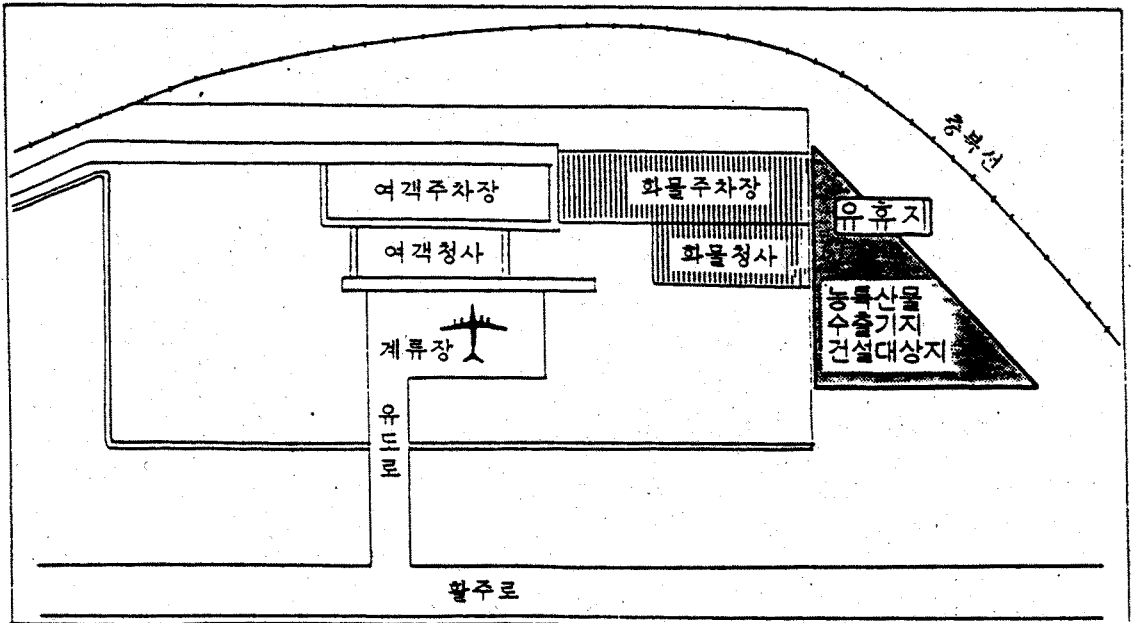 충북선
여객주차장
화물주차장
유휴지
여객청사
화물청사
농특산물
수출기지
건설대상지
계류장
유도로
활주로